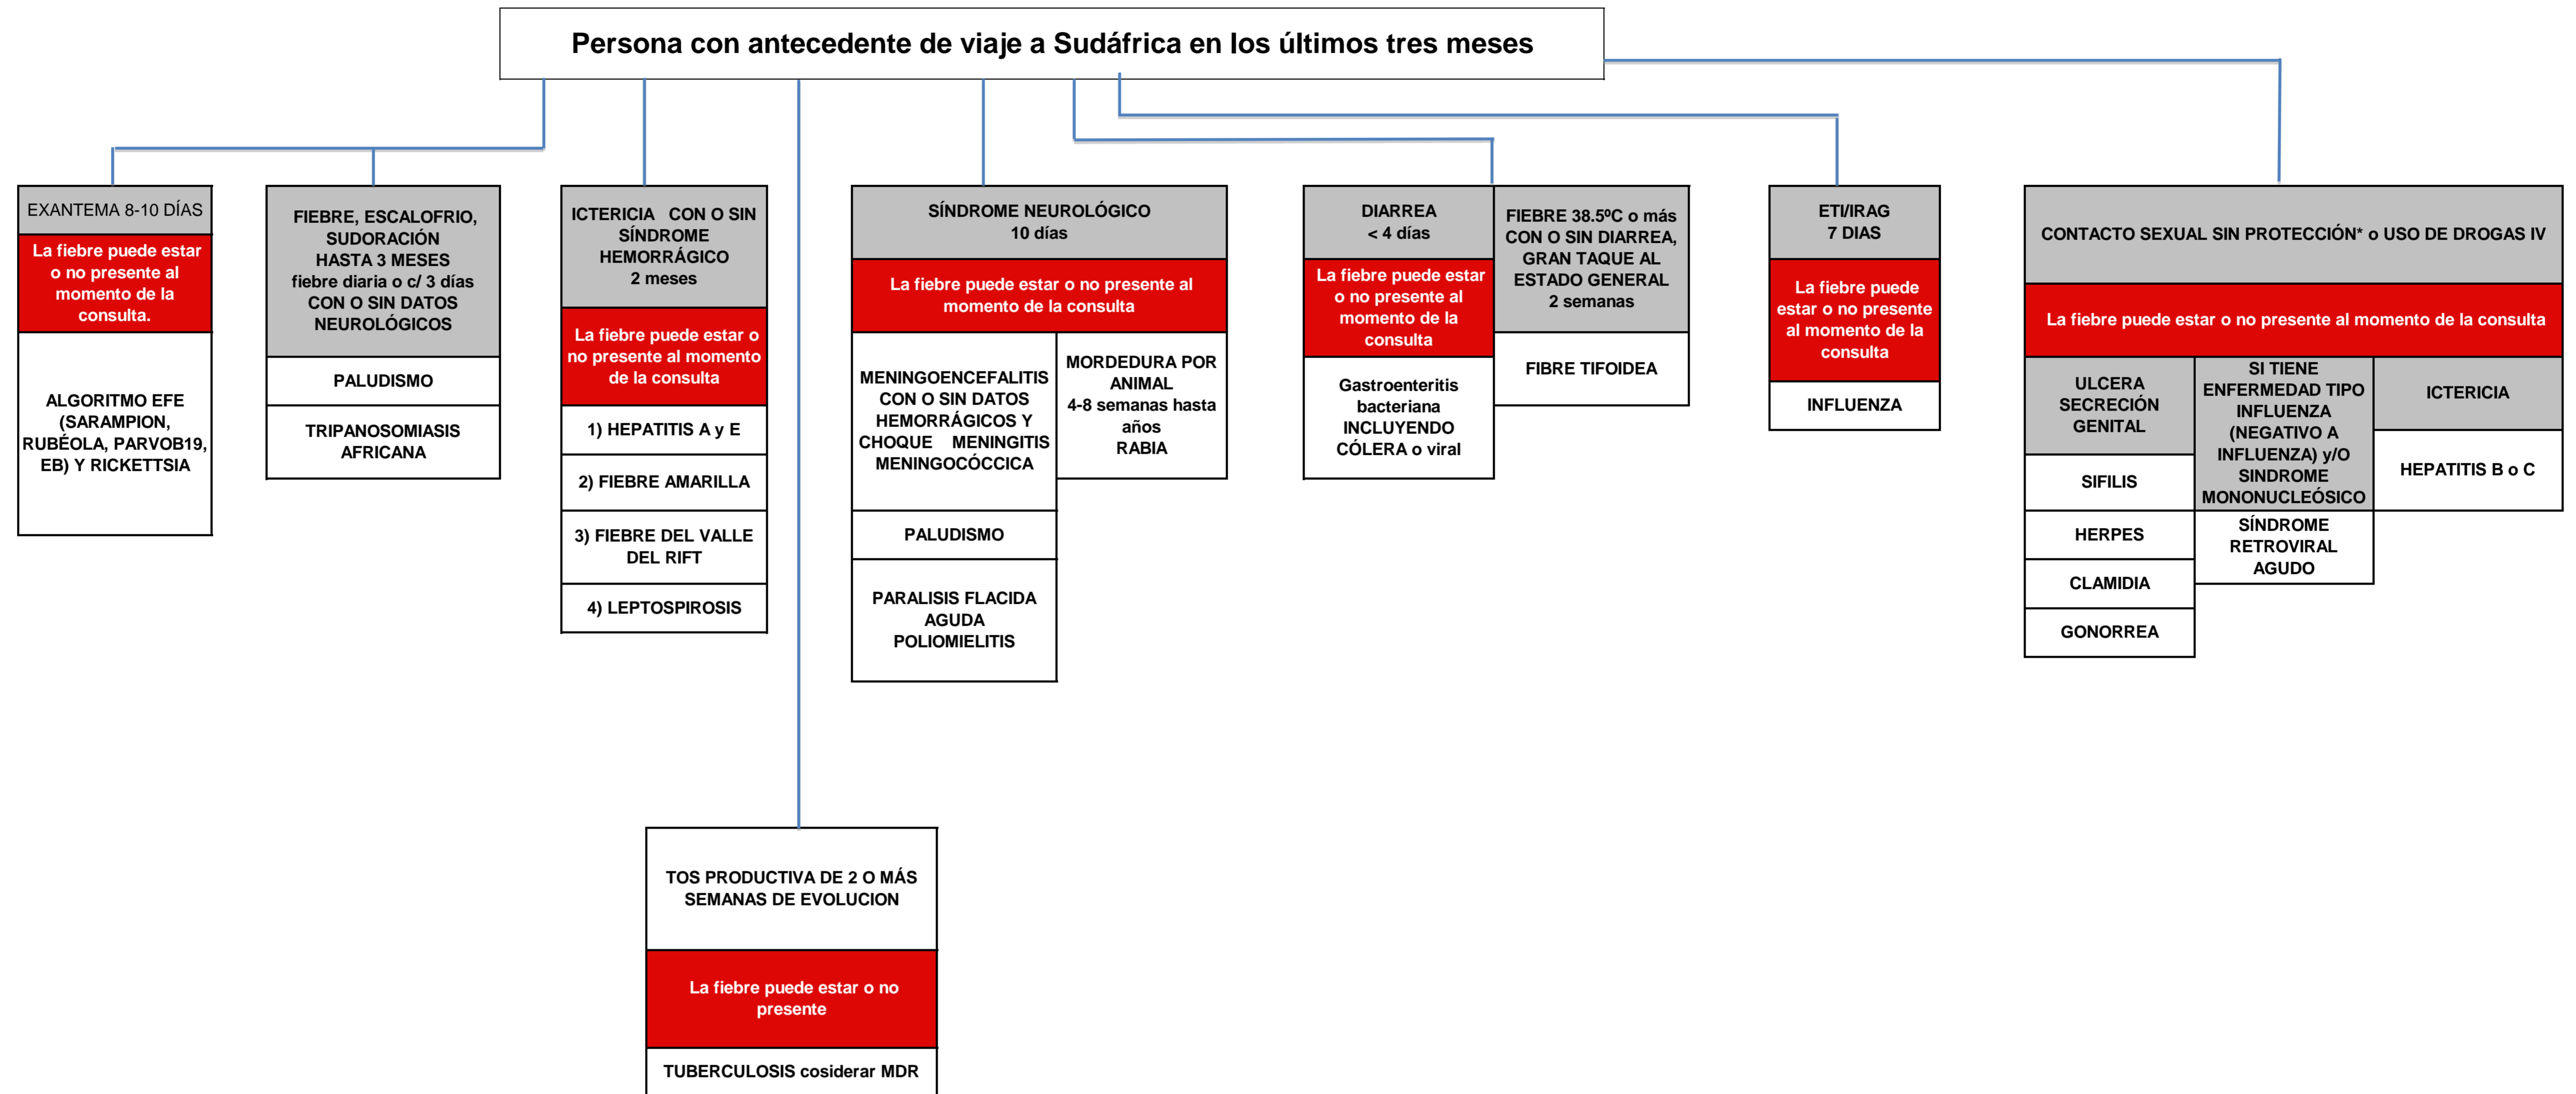 Persona con antecedente de viaje a Sudáfrica en los últimos tres meses
EXANTEMA 8-10 DÍAS
La fiebre puede estar
o no presente al
momento de la
consulta.
ALGORITMO EFE
(SARAMPION,
RUBÉOLA, PARVOB19,
EB) Y RICKETTSIA
FIEBRE, ESCALOFRIO,
SUDORACIÓN
HASTA 3 MESES
fiebre diaria o c/ 3 días
CON O SIN DATOS
NEUROLÓGICOS
PALUDISMO
TRIPANOSOMIASIS
AFRICANA
ICTERICIA CON O SIN
SÍNDROME
HEMORRÁGICO
2 meses
La fiebre puede estar o
no presente al momento
de la consulta
1) HEPATITIS A y E
2) FIEBRE AMARILLA
3) FIEBRE DEL VALLE
DEL RIFT
4) LEPTOSPIROSIS
SÍNDROME NEUROLÓGICO
10 días
La fiebre puede estar o no presente al
momento de la consulta
MENINGOENCEFALITIS
CON O SIN DATOS
HEMORRÁGICOS Y
CHOQUE MENINGITIS
MENINGOCÓCCICA
PALUDISMO
PARALISIS FLACIDA
AGUDA
POLIOMIELITIS
MORDEDURA POR
ANIMAL
4-8 semanas hasta
años
RABIA
DIARREA
< 4 días
La fiebre puede estar
o no presente al
momento de la
consulta
Gastroenteritis
bacteriana
INCLUYENDO
CÓLERA o viral
FIEBRE 38.5ºC o más
CON O SIN DIARREA,
GRAN TAQUE AL
ESTADO GENERAL
2 semanas
FIBRE TIFOIDEA
ETI/IRAG
7 DIAS
La fiebre puede
estar o no presente
al momento de la
consulta
INFLUENZA
CONTACTO SEXUAL SIN PROTECCIÓN* o USO DE DROGAS IV
La fiebre puede estar o no presente al momento de la consulta
ULCERA
SECRECIÓN
GENITAL
SIFILIS
HERPES
CLAMIDIA
GONORREA
SI TIENE
ENFERMEDAD TIPO
INFLUENZA
(NEGATIVO A
INFLUENZA) y/O
SINDROME
MONONUCLEÓSICO
SÍNDROME
RETROVIRAL
AGUDO
ICTERICIA
HEPATITIS B o C
TOS PRODUCTIVA DE 2 O MÁS
SEMANAS DE EVOLUCION
La fiebre puede estar o no
presente
TUBERCULOSIS cosiderar MDR